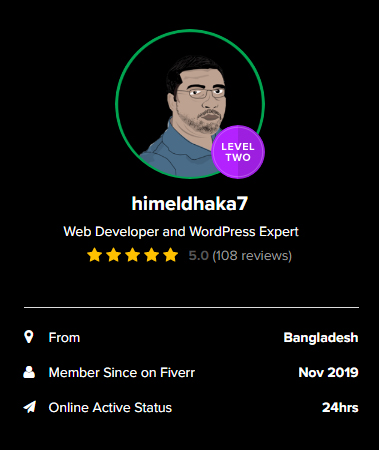 LEVEL
TWO
himeldhaka7
Web Developer and WordPress Expert
5.0 (108 reviews)
From Bangladesh
Member Since on Fiverr Nov 2019
Online Active Status 24hrs